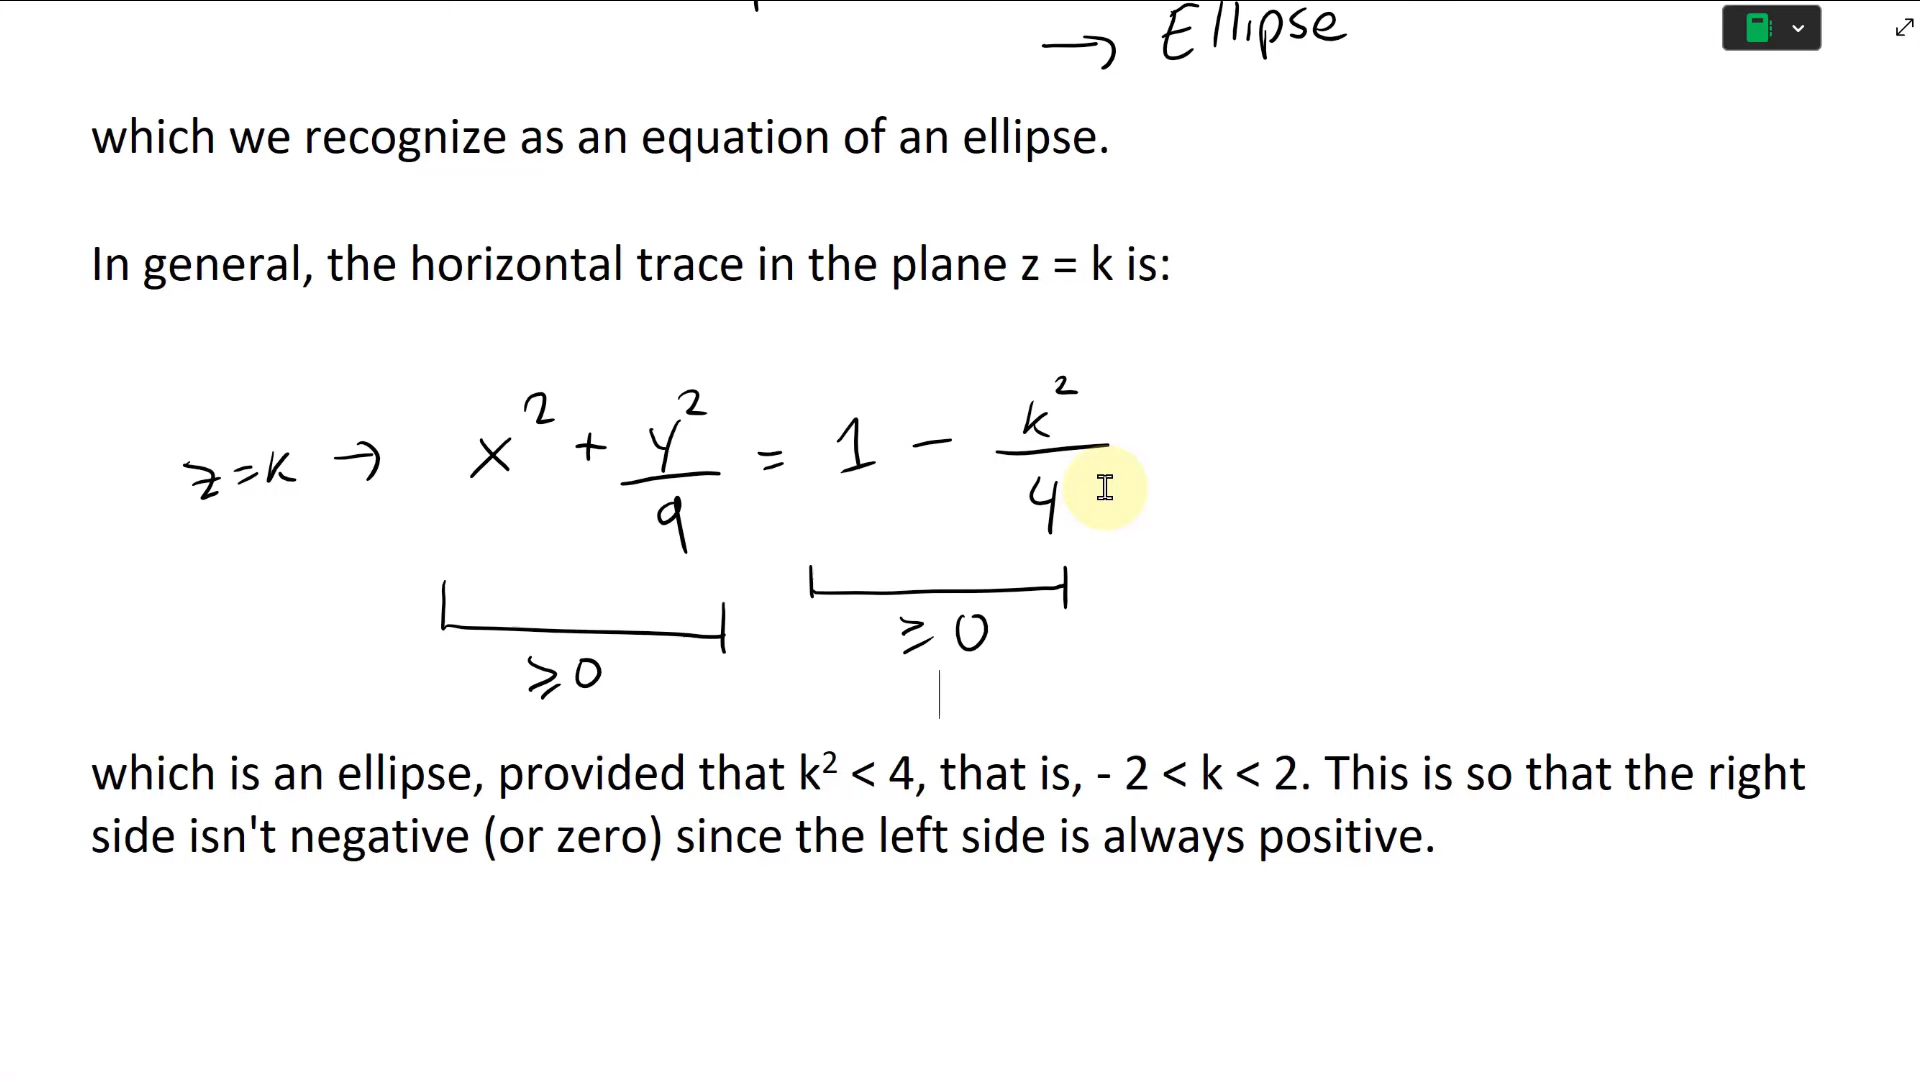 → Ellipse
which we recognize as an equation of an ellipse.
In general, the horizontal trace in the plane z = k is:
z=k → x² + y²/9 = 1 − k²/4
≥ 0
≥ 0
which is an ellipse, provided that k² < 4, that is, - 2 < k < 2. This is so that the right
side isn't negative (or zero) since the left side is always positive.